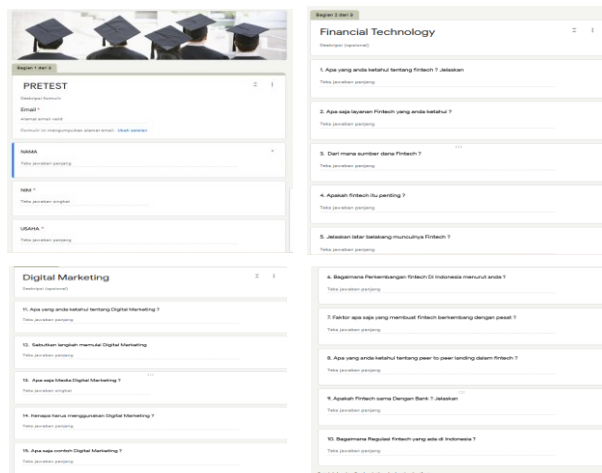 Bagian 1 dari 3
PRETEST
Deskripsi formulir
Email *
Alamat email valid
Formulir ini mengumpulkan alamat email. Ubah setelan
NAMA *
Teks jawaban panjang
NIM *
Teks jawaban singkat
USAHA *
Teks jawaban panjang
Bagian 2 dari 3
Financial Technology
Deskripsi (opsional)
1. Apa yang anda ketahui tentang Fintech ? Jelaskan
Teks jawaban panjang
2. Apa saja layanan Fintech yang anda ketahui ?
Teks jawaban panjang
3. Dari mana sumber dana Fintech ?
Teks jawaban panjang
4. Apakah fintech itu penting ?
Teks jawaban panjang
5. Jelaskan latar belakang munculnya Fintech ?
Teks jawaban panjang
Digital Marketing
Deskripsi (opsional)
11. Apa yang anda ketahui tentang Digital Marketing ?
Teks jawaban panjang
12. Sebutkan langkah memulai Digital Marketing
Teks jawaban panjang
13. Apa saja Media Digital Marketing ?
Teks jawaban singkat
14. Kenapa harus menggunakan Digital Marketing ?
Teks jawaban panjang
15. Apa saja contoh Digital Marketing ?
Teks jawaban panjang
6. Bagaimana Perkembangan fintech Di Indonesia menurut anda ?
Teks jawaban panjang
7. Faktor apa saja yang membuat fintech berkembang dengan pesat ?
Teks jawaban panjang
8. Apa yang anda ketahui tentang peer to peer landing dalam fintech ?
Teks jawaban panjang
9. Apakah Fintech sama Dengan Bank ? Jelaskan
Teks jawaban panjang
10. Bagaimana Regulasi fintech yang ada di Indonesia ?
Teks jawaban panjang